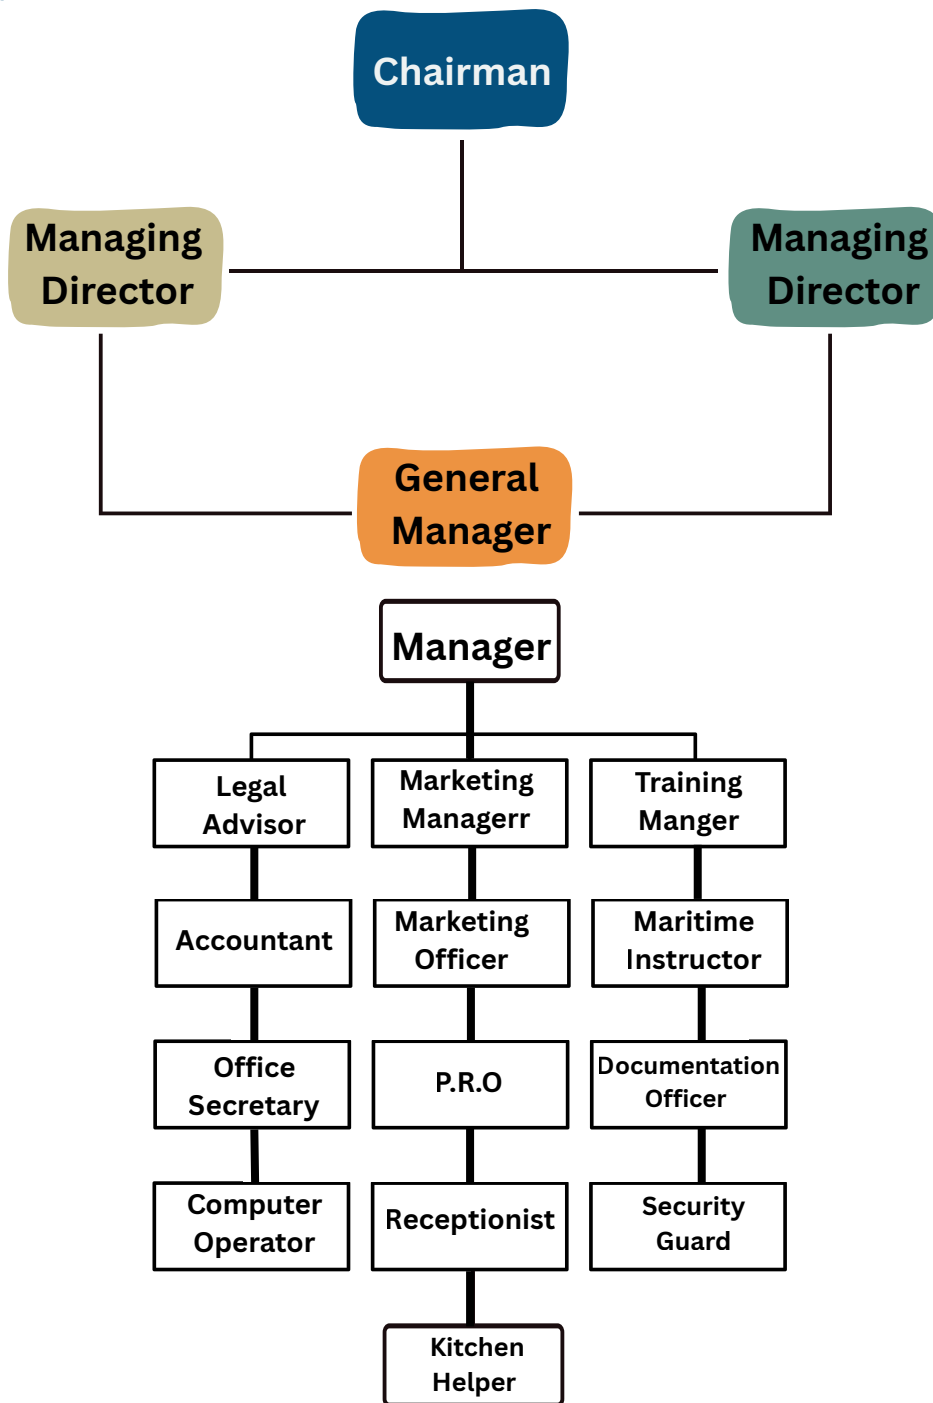 Chairman
Managing
Director
Managing
Director
General
Manager
Manager
Legal
Advisor
Marketing
Managerr
Training
Manger
Accountant
Marketing
Officer
Maritime
Instructor
Office
Secretary
P.R.O
Documentation
Officer
Computer
Operator
Receptionist
Security
Guard
Kitchen
Helper